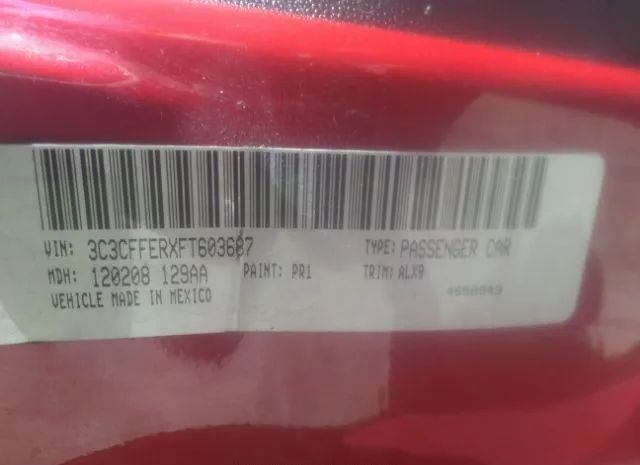 VIN: 3C3CFFERXFT603687 TYPE: PASSENGER CAR
MDH: 120208 129AA PAINT: PR1 TRIM: ALX9
VEHICLE MADE IN MEXICO